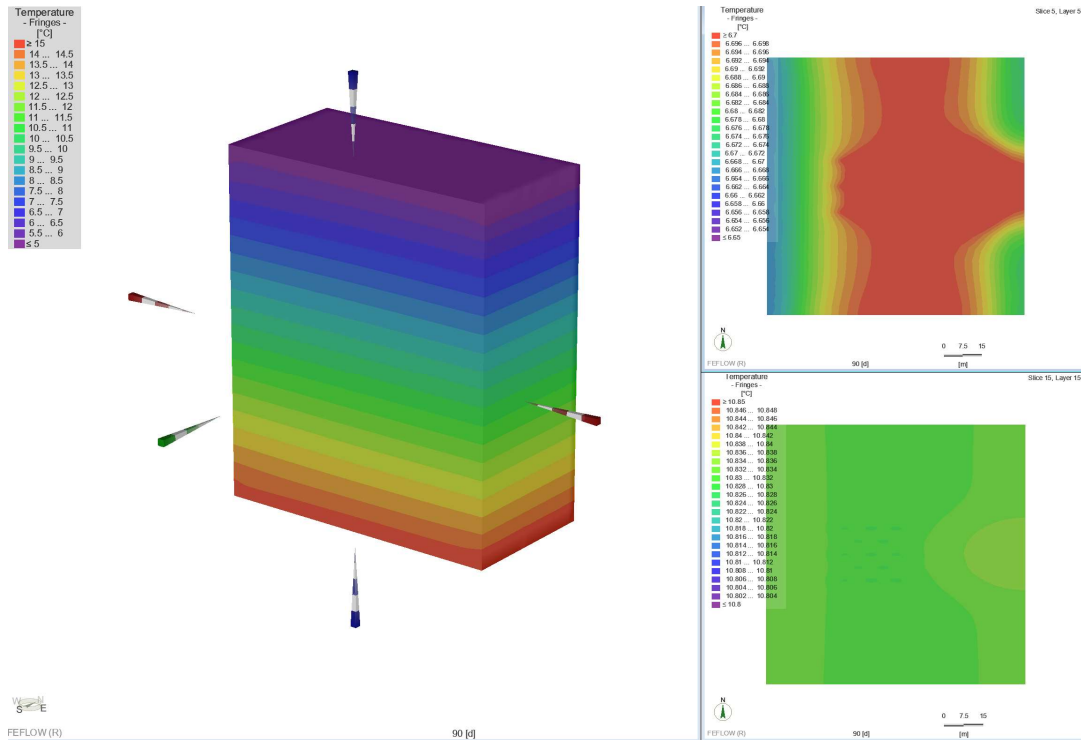 Temperature
- Fringes -
[°C]
≥ 15
14 ... 14.5
13.5 ... 14
13 ... 13.5
12.5 ... 13
12 ... 12.5
11.5 ... 12
11 ... 11.5
10.5 ... 11
10 ... 10.5
9.5 ... 10
9 ... 9.5
8.5 ... 9
8 ... 8.5
7.5 ... 8
7 ... 7.5
6.5 ... 7
6 ... 6.5
5.5 ... 6
≤ 5
W N
S E
FEFLOW (R)
90 [d]
Temperature
- Fringes -
[°C]
Slice 5, Layer 5
≥ 6.7
6.696 ... 6.698
6.694 ... 6.696
6.692 ... 6.694
6.69 ... 6.692
6.688 ... 6.69
6.686 ... 6.688
6.684 ... 6.686
6.682 ... 6.684
6.68 ... 6.682
6.678 ... 6.68
6.676 ... 6.678
6.674 ... 6.676
6.672 ... 6.674
6.67 ... 6.672
6.668 ... 6.67
6.666 ... 6.668
6.664 ... 6.666
6.662 ... 6.664
6.66 ... 6.662
6.658 ... 6.66
6.656 ... 6.658
6.654 ... 6.656
6.652 ... 6.654
≤ 6.65
N
0 7.5 15
FEFLOW (R)
90 [d]
[m]
Temperature
- Fringes -
[°C]
Slice 15, Layer 15
≥ 10.85
10.846 ... 10.848
10.844 ... 10.846
10.842 ... 10.844
10.84 ... 10.842
10.838 ... 10.84
10.836 ... 10.838
10.834 ... 10.836
10.832 ... 10.834
10.83 ... 10.832
10.828 ... 10.83
10.826 ... 10.828
10.824 ... 10.826
10.822 ... 10.824
10.82 ... 10.822
10.818 ... 10.82
10.816 ... 10.818
10.814 ... 10.816
10.812 ... 10.814
10.81 ... 10.812
10.808 ... 10.81
10.806 ... 10.808
10.804 ... 10.806
10.802 ... 10.804
≤ 10.8
N
0 7.5 15
FEFLOW (R)
90 [d]
[m]